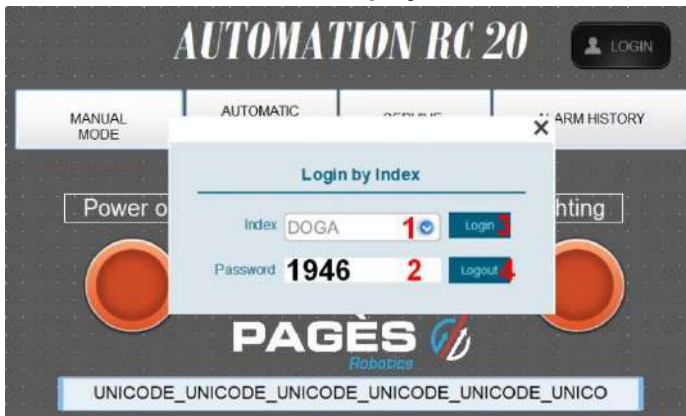 AUTOMATION RC 20
LOGIN
MANUAL MODE
AUTOMATIC
ALARM HISTORY
×
Login by Index
Power o
hting
Index DOGA 1 Login 3
Password 1946 2 Logout 4
PAGÈS
Robotics
UNICODE_UNICODE_UNICODE_UNICODE_UNICODE_UNICO